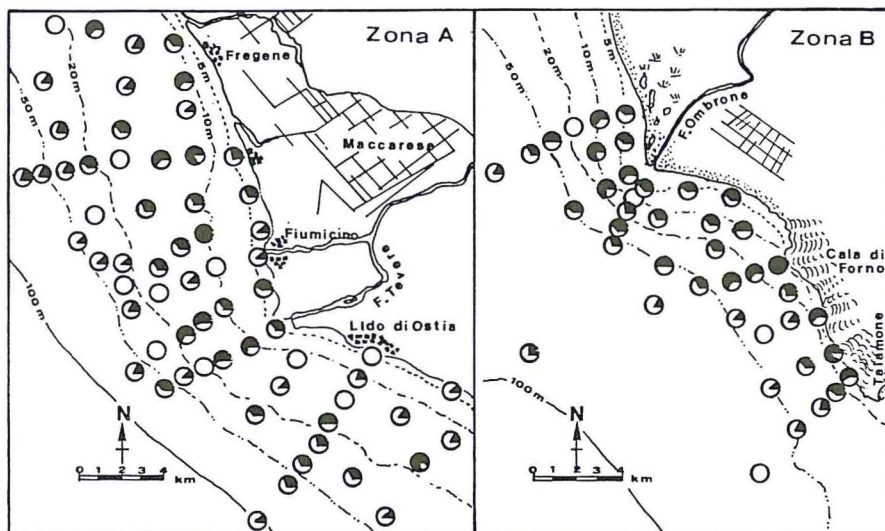 Zona A
Fregene
Maccarese
Fiumicino
F. Tevere
Lido di Ostia
5m
10m
20m
50m
100m
N
0 1 2 3 4
km
Zona B
F. Ombrone
Cala di
Forno
Talamone
5m
10m
20m
50m
100m
N
0 1 2 3 4
km